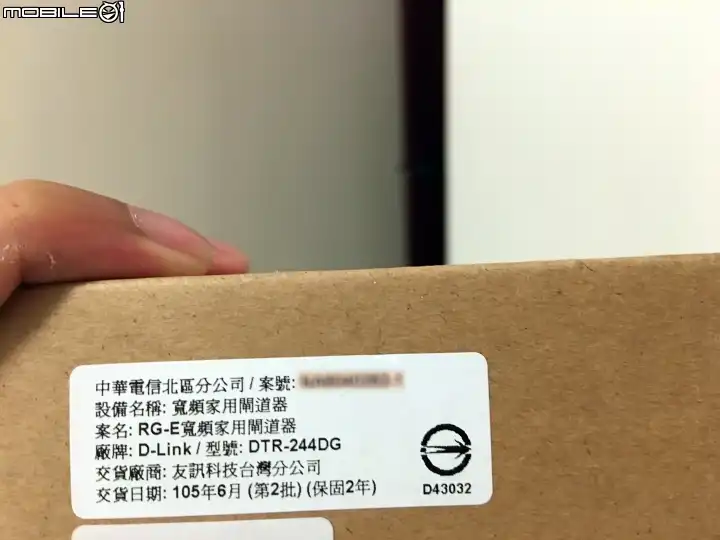 MOBILE01
中華電信北區分公司 / 案號:
設備名稱: 寬頻家用閘道器
案名: RG-E寬頻家用閘道器
廠牌: D-Link / 型號: DTR-244DG
交貨廠商: 友訊科技台灣分公司
交貨日期: 105年6月 (第2批) (保固2年)
D43032